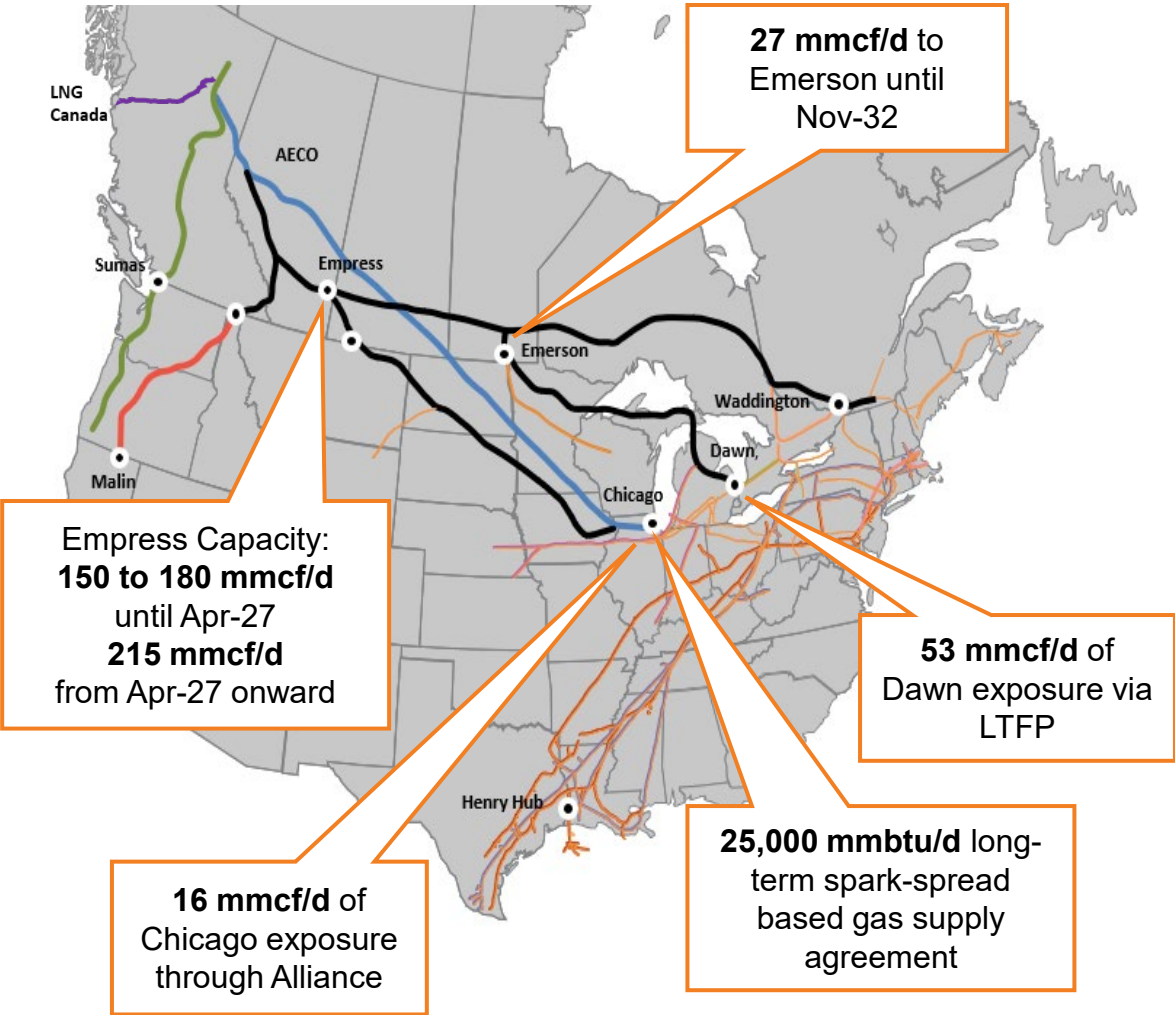 27 mmcf/d to
Emerson until
Nov-32
LNG
Canada
AECO
Sumas
Empress
Emerson
Waddington
Dawn,
Malin
Chicago
Empress Capacity:
150 to 180 mmcf/d
until Apr-27
215 mmcf/d
from Apr-27 onward
53 mmcf/d of
Dawn exposure via
LTFP
Henry Hub
25,000 mmbtu/d long-
term spark-spread
based gas supply
agreement
16 mmcf/d of
Chicago exposure
through Alliance